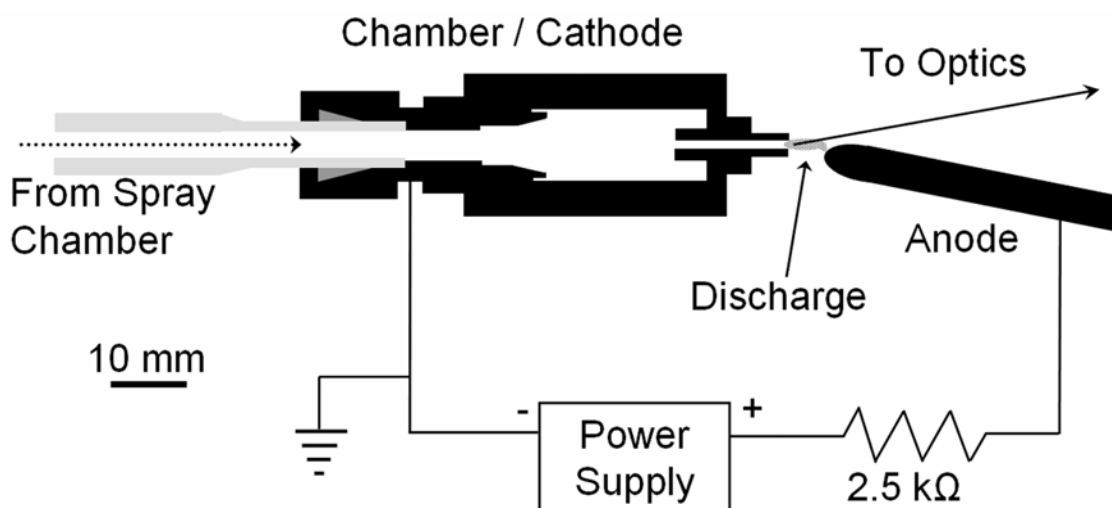 Chamber / Cathode
To Optics
From Spray
Chamber
Anode
Discharge
10 mm
- +
Power
Supply
2.5 kΩ